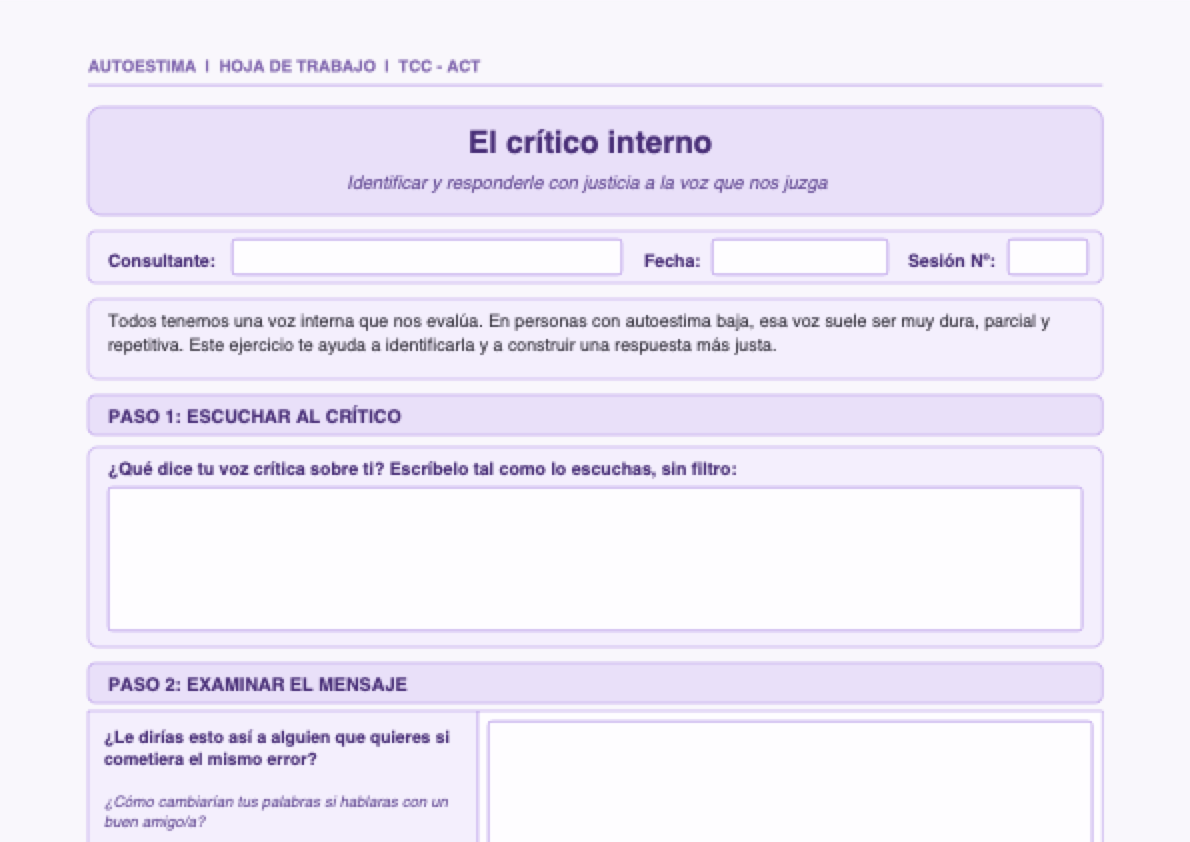 AUTOESTIMA | HOJA DE TRABAJO | TCC - ACT
El crítico interno
Identificar y responderle con justicia a la voz que nos juzga
Consultante: Fecha: Sesión Nº:
Todos tenemos una voz interna que nos evalúa. En personas con autoestima baja, esa voz suele ser muy dura, parcial y
repetitiva. Este ejercicio te ayuda a identificarla y a construir una respuesta más justa.
PASO 1: ESCUCHAR AL CRÍTICO
¿Qué dice tu voz crítica sobre ti? Escríbelo tal como lo escuchas, sin filtro:
PASO 2: EXAMINAR EL MENSAJE
¿Le dirías esto así a alguien que quieres si
cometiera el mismo error?
¿Cómo cambiarían tus palabras si hablaras con un
buen amigo/a?